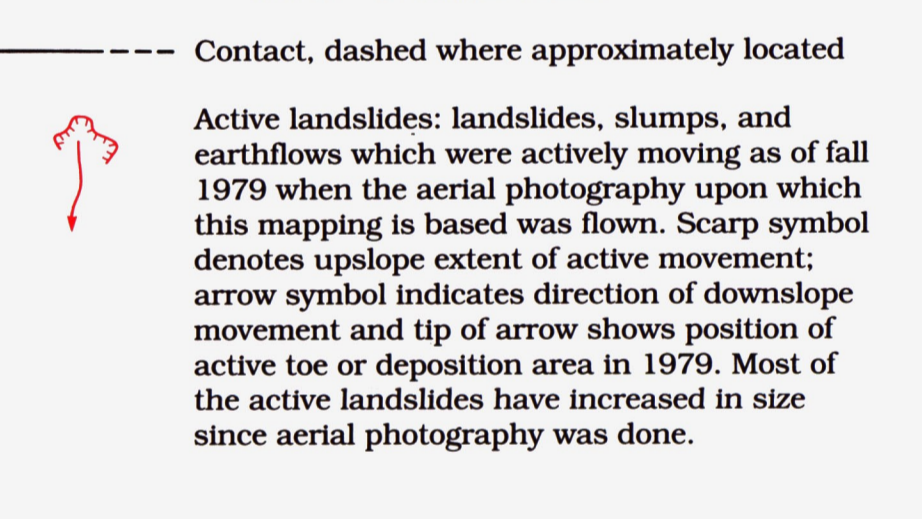 Contact, dashed where approximately located
Active landslides: landslides, slumps, and
earthflows which were actively moving as of fall
1979 when the aerial photography upon which
this mapping is based was flown. Scarp symbol
denotes upslope extent of active movement;
arrow symbol indicates direction of downslope
movement and tip of arrow shows position of
active toe or deposition area in 1979. Most of
the active landslides have increased in size
since aerial photography was done.